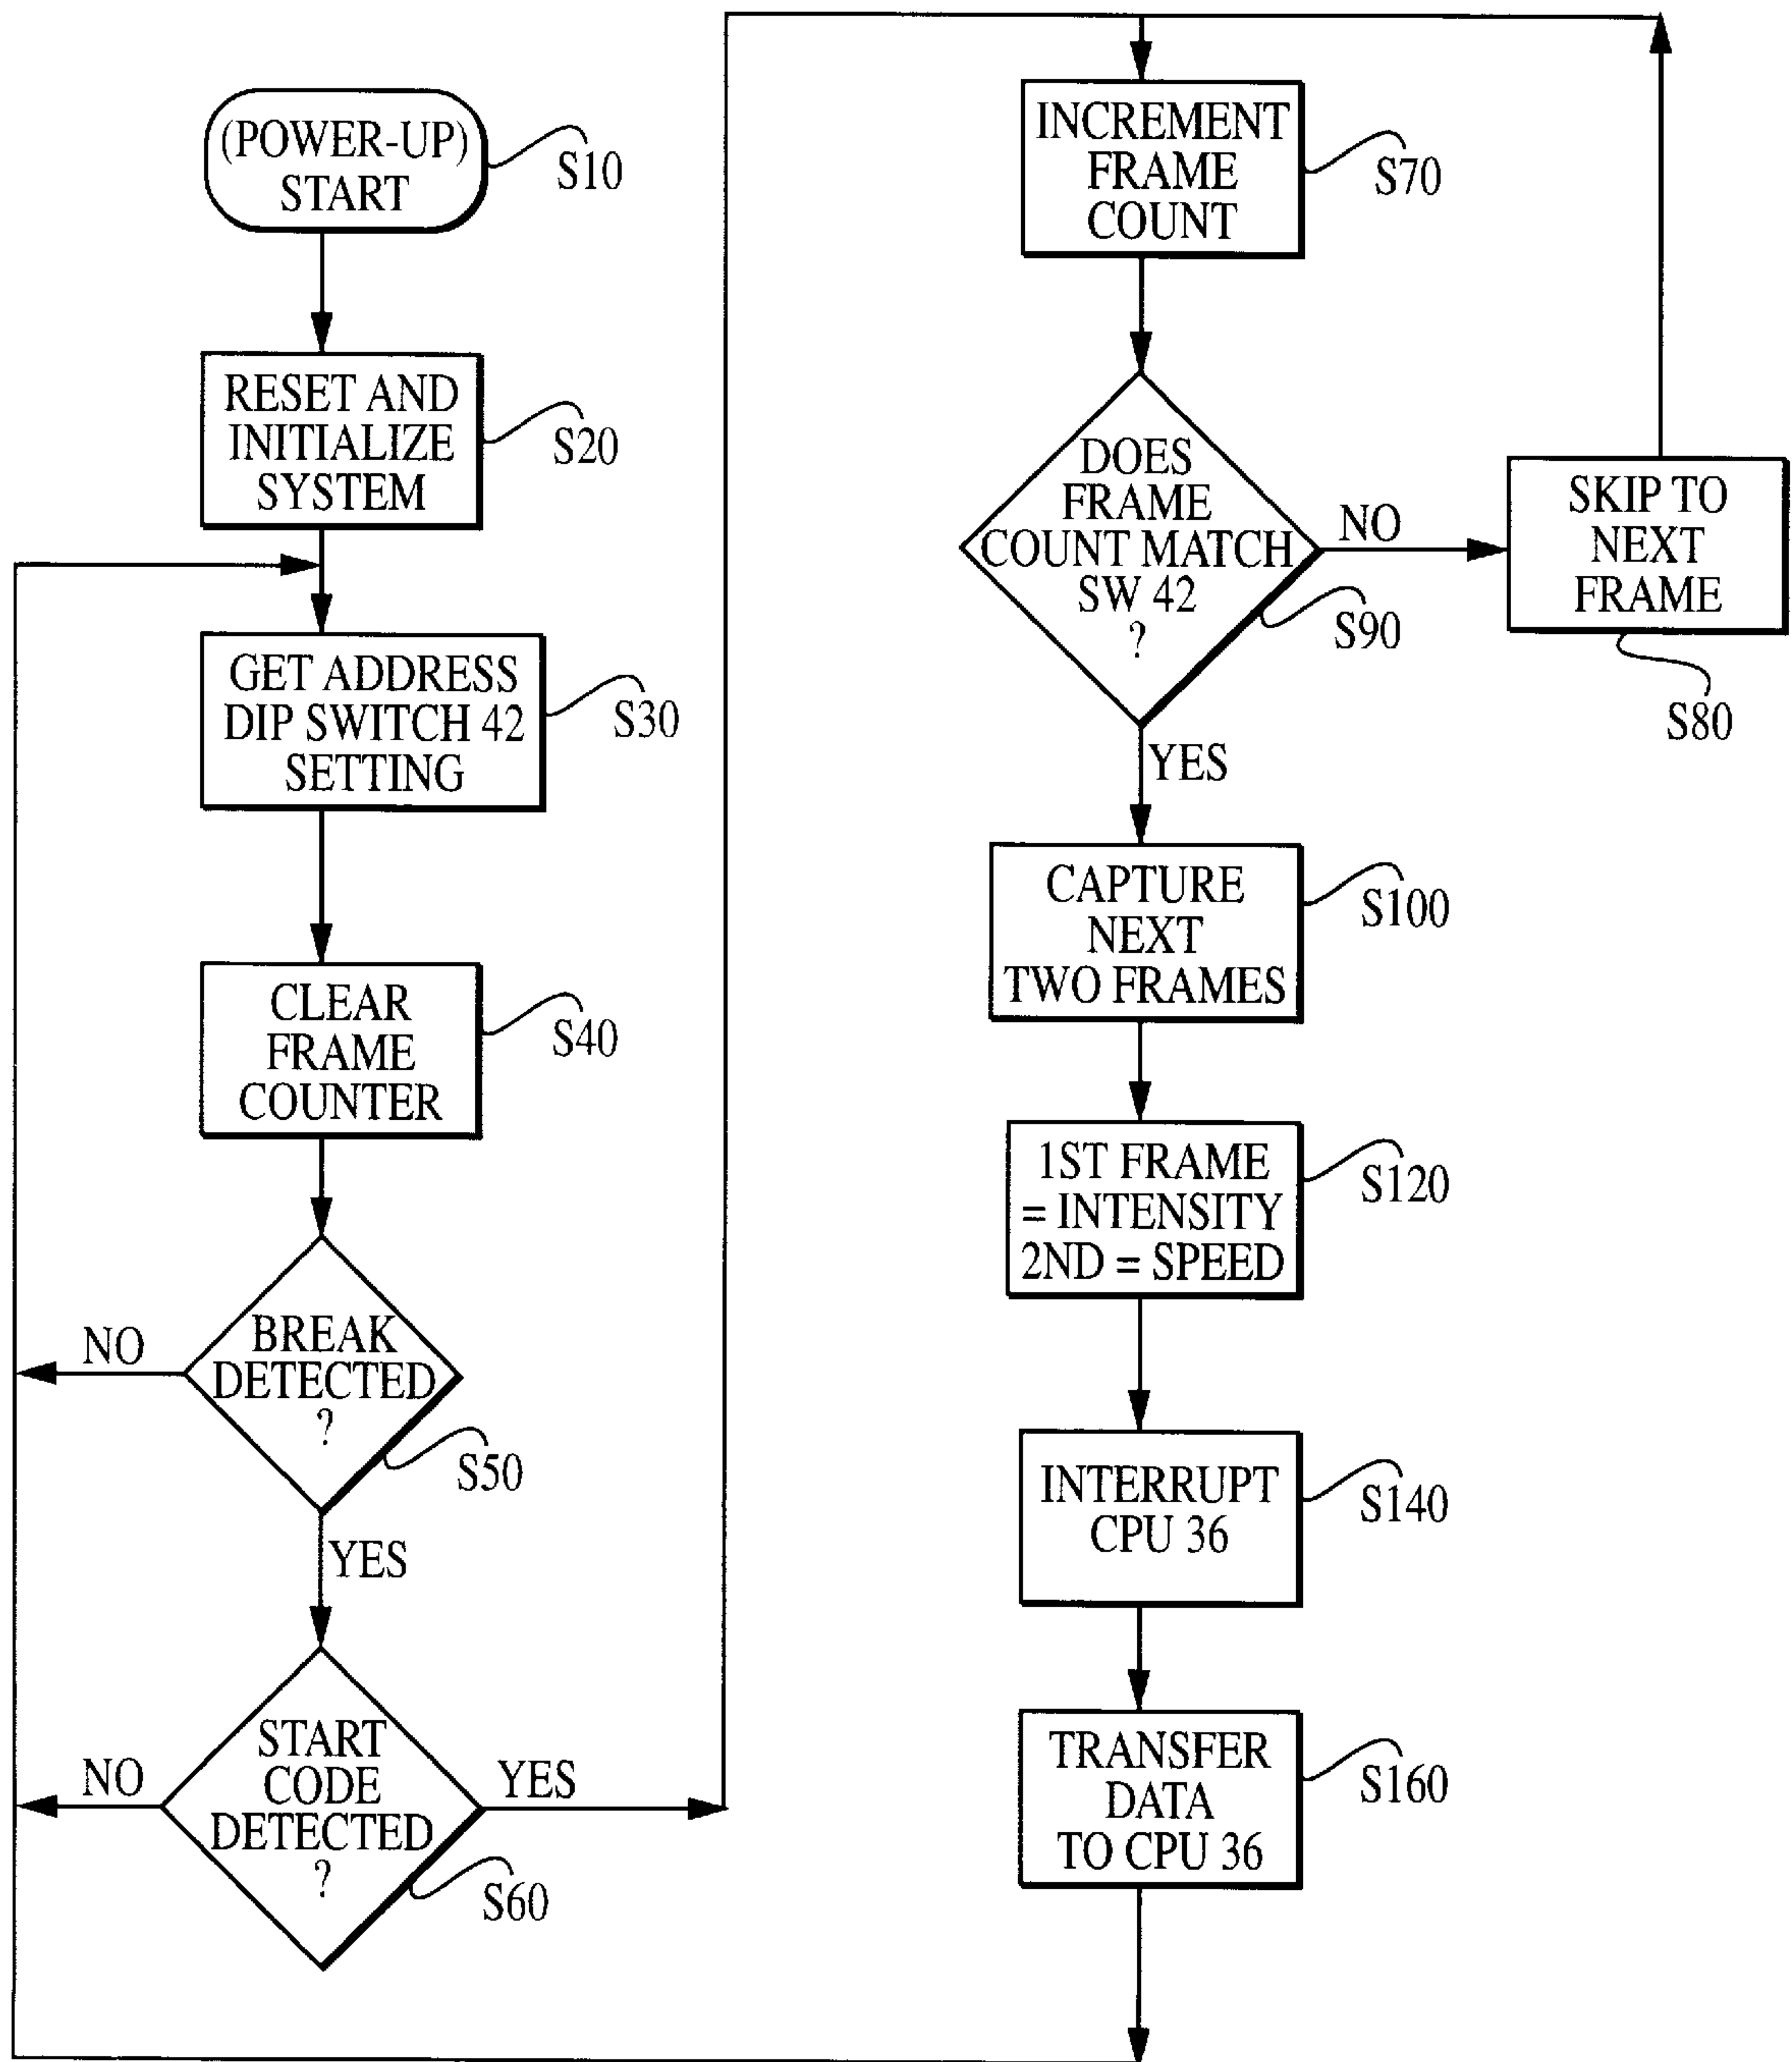 (POWER-UP)
START
S10
RESET AND
INITIALIZE
SYSTEM
S20
GET ADDRESS
DIP SWITCH 42
SETTING
S30
CLEAR
FRAME
COUNTER
S40
BREAK
DETECTED
?
S50
NO
YES
START
CODE
DETECTED
?
S60
NO
YES
INCREMENT
FRAME
COUNT
S70
DOES
FRAME
COUNT MATCH
SW 42
?
S90
NO
SKIP TO
NEXT
FRAME
S80
YES
CAPTURE
NEXT
TWO FRAMES
S100
1ST FRAME
= INTENSITY
2ND = SPEED
S120
INTERRUPT
CPU 36
S140
TRANSFER
DATA
TO CPU 36
S160